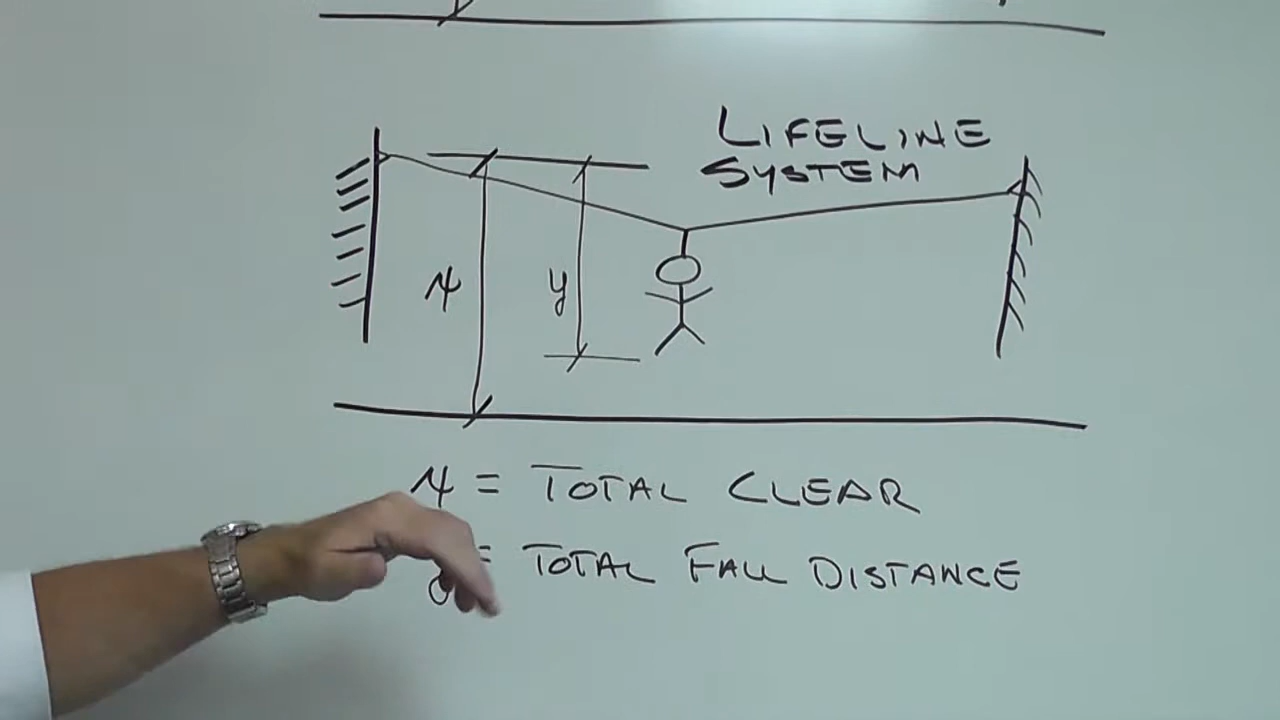 LIFELINE
SYSTEM
y
= TOTAL CLEAR
= TOTAL FALL DISTANCE